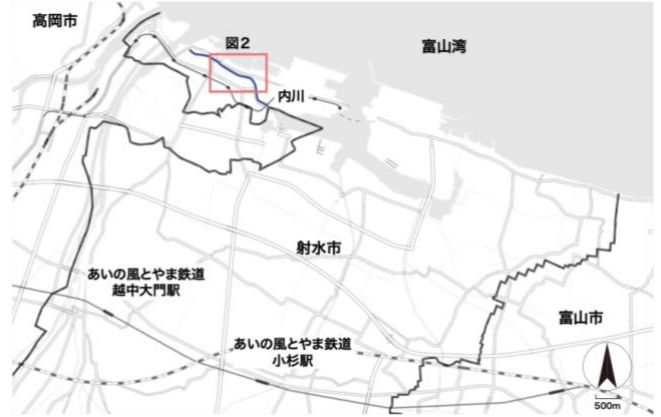 高岡市
図2
富山湾
内川
射水市
あいの風とやま鉄道
越中大門駅
富山市
あいの風とやま鉄道
小杉駅
500m